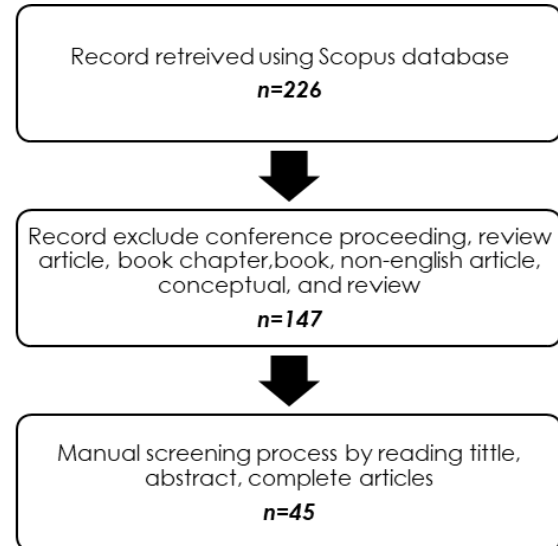 Record retreived using Scopus database
n=226
Record exclude conference proceeding, review
article, book chapter,book, non-english article,
conceptual, and review
n=147
Manual screening process by reading tittle,
abstract, complete articles
n=45